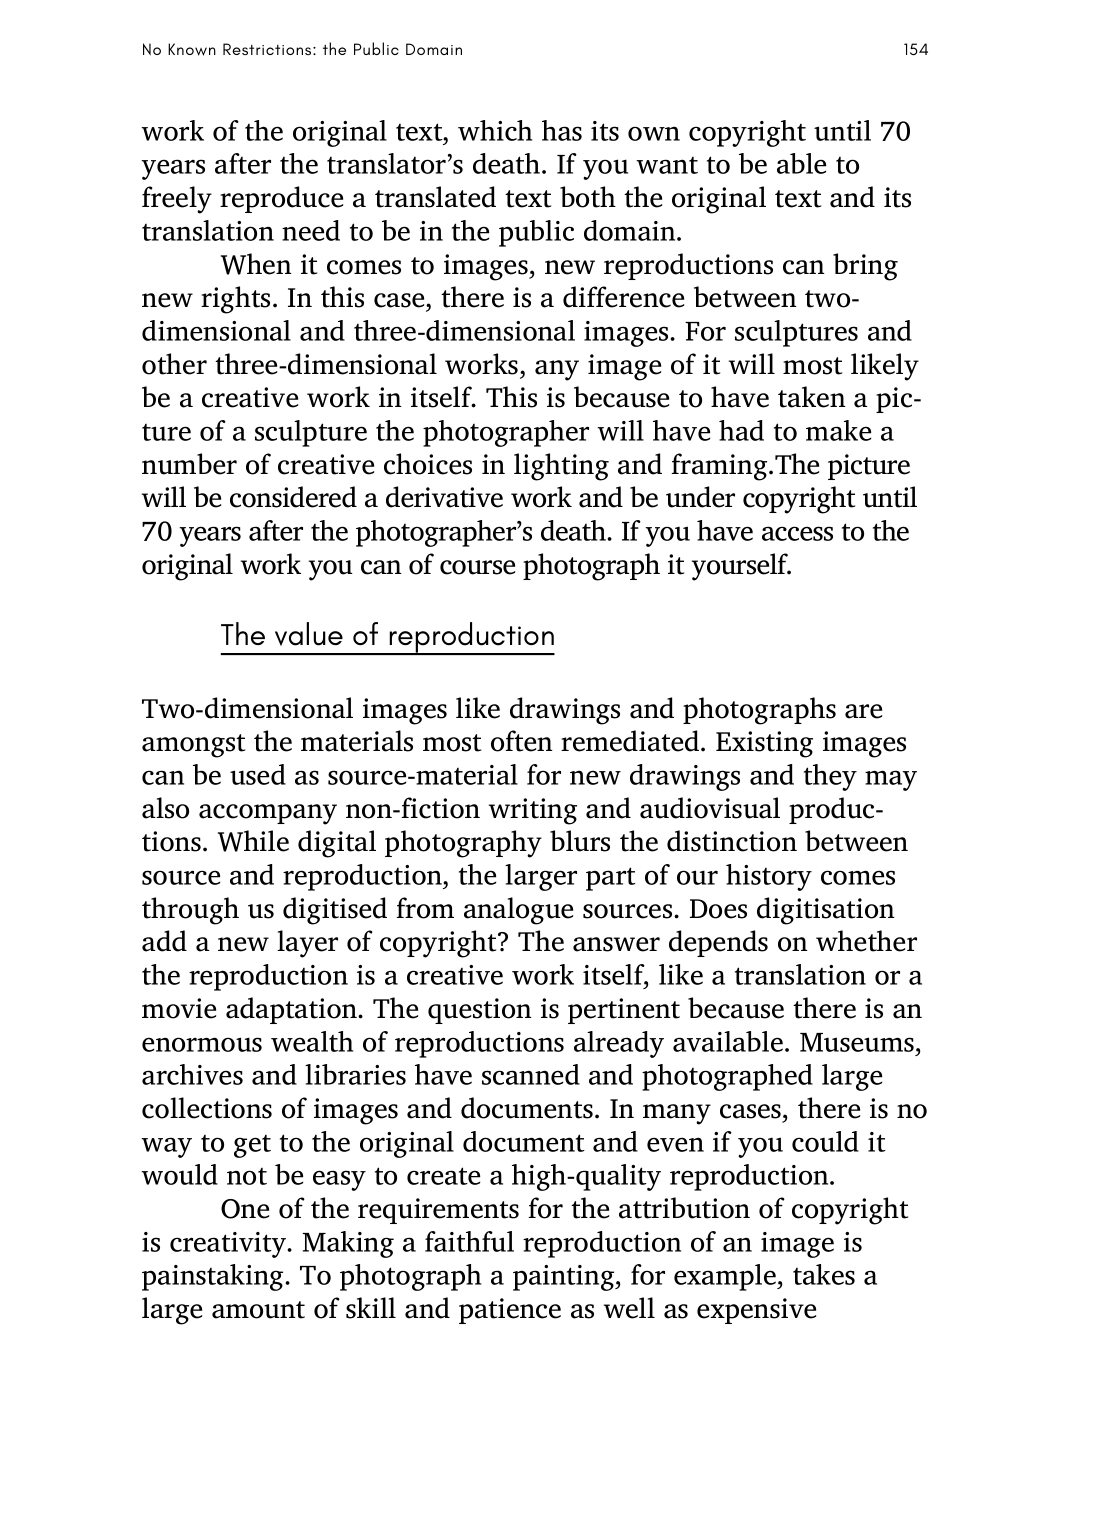 No Known Restrictions: the Public Domain 154
work of the original text, which has its own copyright until 70
years after the translator’s death. If you want to be able to
freely reproduce a translated text both the original text and its
translation need to be in the public domain.
When it comes to images, new reproductions can bring
new rights. In this case, there is a difference between two-
dimensional and three-dimensional images. For sculptures and
other three-dimensional works, any image of it will most likely
be a creative work in itself. This is because to have taken a pic-
ture of a sculpture the photographer will have had to make a
number of creative choices in lighting and framing.The picture
will be considered a derivative work and be under copyright until
70 years after the photographer’s death. If you have access to the
original work you can of course photograph it yourself.
The value of reproduction
Two-dimensional images like drawings and photographs are
amongst the materials most often remediated. Existing images
can be used as source-material for new drawings and they may
also accompany non-fiction writing and audiovisual produc-
tions. While digital photography blurs the distinction between
source and reproduction, the larger part of our history comes
through us digitised from analogue sources. Does digitisation
add a new layer of copyright? The answer depends on whether
the reproduction is a creative work itself, like a translation or a
movie adaptation. The question is pertinent because there is an
enormous wealth of reproductions already available. Museums,
archives and libraries have scanned and photographed large
collections of images and documents. In many cases, there is no
way to get to the original document and even if you could it
would not be easy to create a high-quality reproduction.
One of the requirements for the attribution of copyright
is creativity. Making a faithful reproduction of an image is
painstaking. To photograph a painting, for example, takes a
large amount of skill and patience as well as expensive